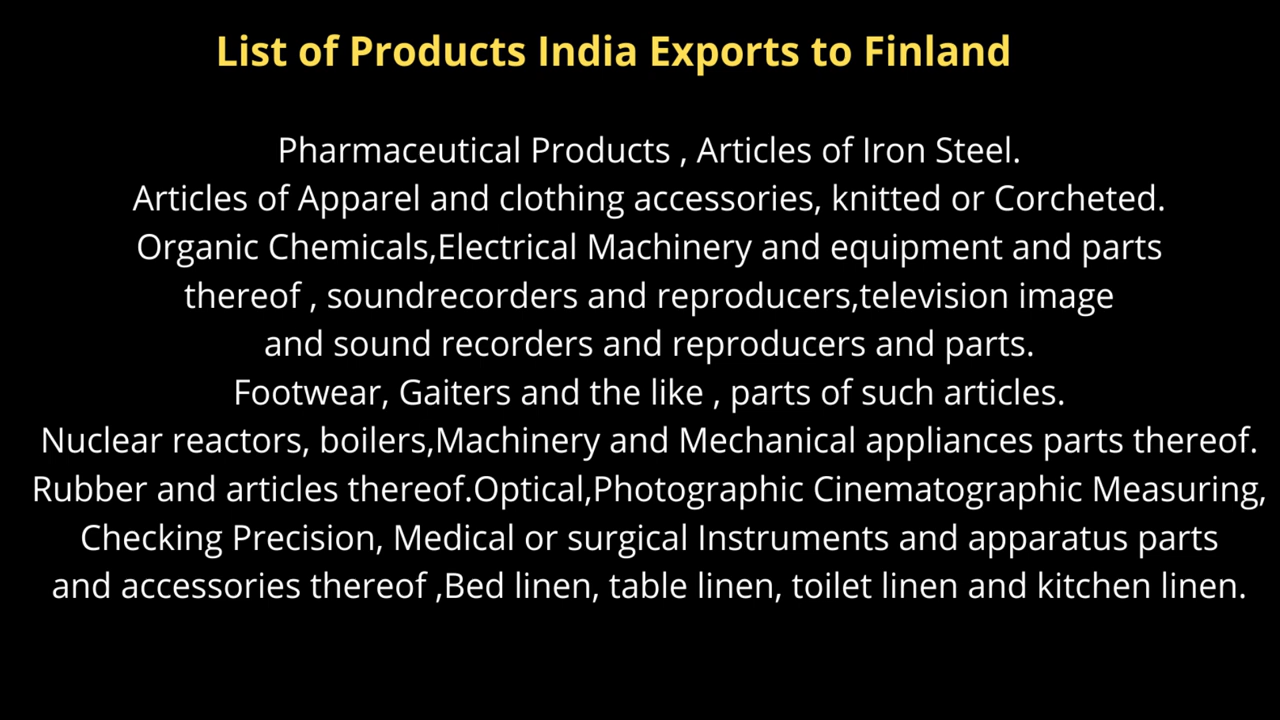 List of Products India Exports to Finland
Pharmaceutical Products , Articles of Iron Steel.
Articles of Apparel and clothing accessories, knitted or Corcheted.
Organic Chemicals,Electrical Machinery and equipment and parts
thereof , soundrecorders and reproducers,television image
and sound recorders and reproducers and parts.
Footwear, Gaiters and the like , parts of such articles.
Nuclear reactors, boilers,Machinery and Mechanical appliances parts thereof.
Rubber and articles thereof.Optical,Photographic Cinematographic Measuring,
Checking Precision, Medical or surgical Instruments and apparatus parts
and accessories thereof ,Bed linen, table linen, toilet linen and kitchen linen.